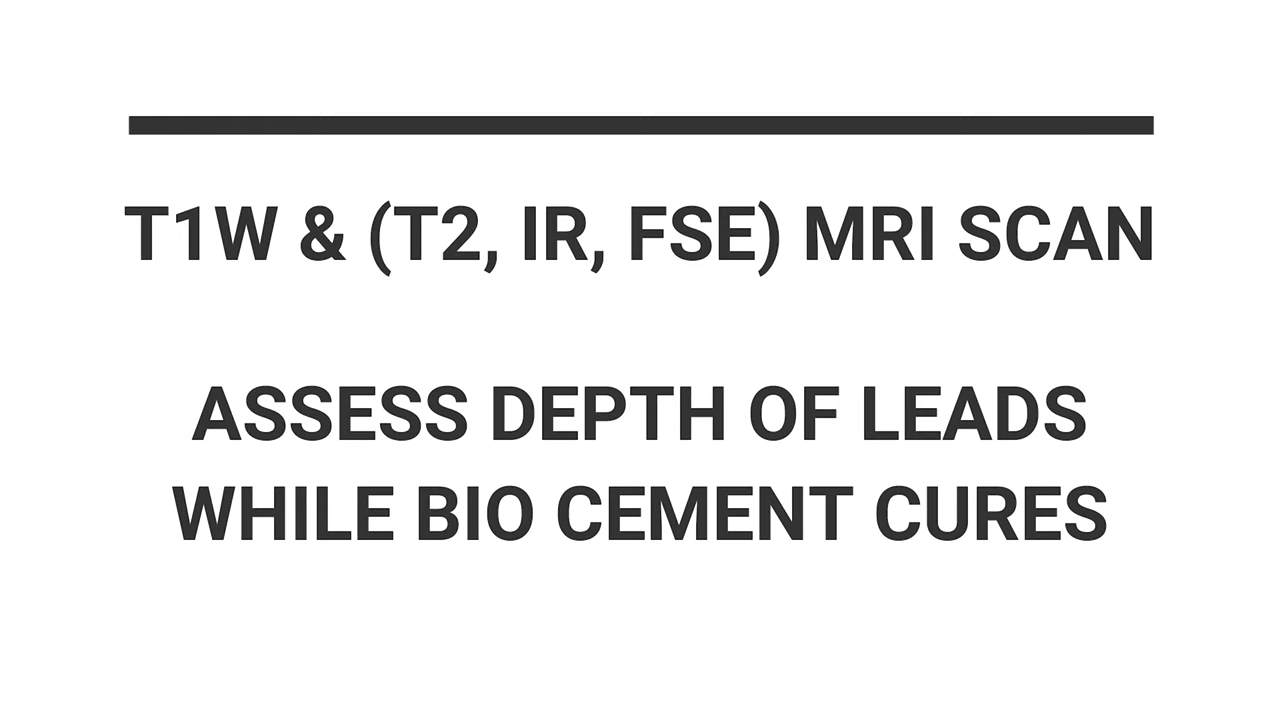 T1W & (T2, IR, FSE) MRI SCAN
ASSESS DEPTH OF LEADS
WHILE BIO CEMENT CURES